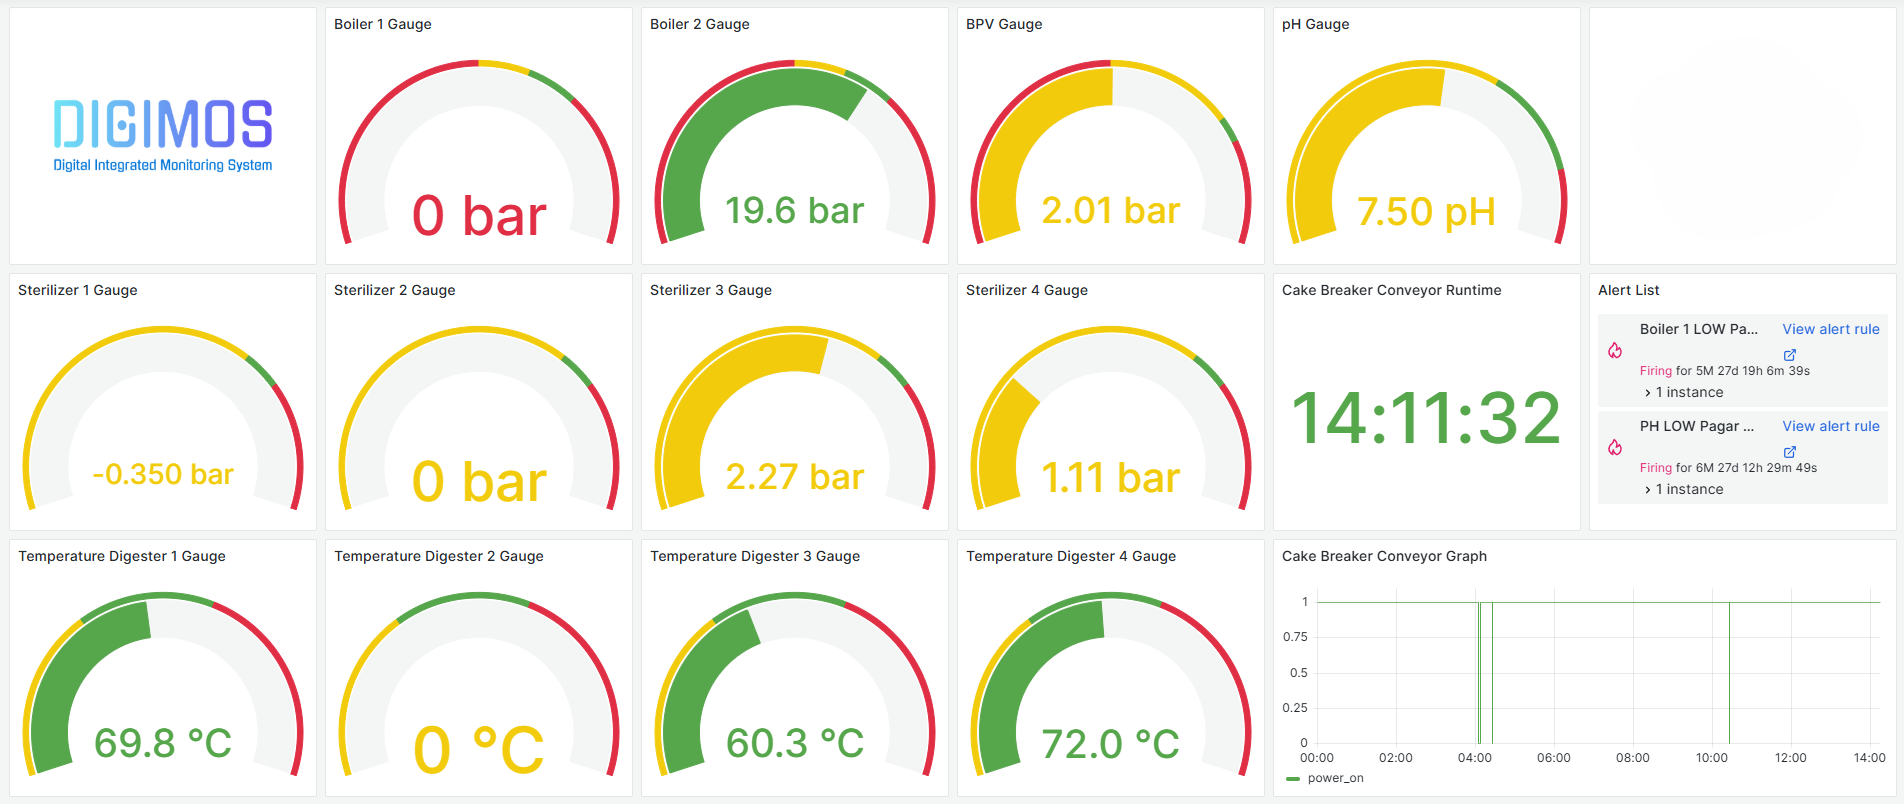 DIGIMOS
Digital Integrated Monitoring System
Boiler 1 Gauge
0 bar
Boiler 2 Gauge
19.6 bar
BPV Gauge
2.01 bar
pH Gauge
7.50 pH
Sterilizer 1 Gauge
-0.350 bar
Sterilizer 2 Gauge
0 bar
Sterilizer 3 Gauge
2.27 bar
Sterilizer 4 Gauge
1.11 bar
Cake Breaker Conveyor Runtime
14:11:32
Alert List
Boiler 1 LOW Pa... View alert rule
Firing for 5M 27d 19h 6m 39s
1 instance
PH LOW Pagar ... View alert rule
Firing for 6M 27d 12h 29m 49s
1 instance
Temperature Digester 1 Gauge
69.8 °C
Temperature Digester 2 Gauge
0 °C
Temperature Digester 3 Gauge
60.3 °C
Temperature Digester 4 Gauge
72.0 °C
Cake Breaker Conveyor Graph
1
0.75
0.5
0.25
0
00:00 02:00 04:00 06:00 08:00 10:00 12:00 14:00
power_on